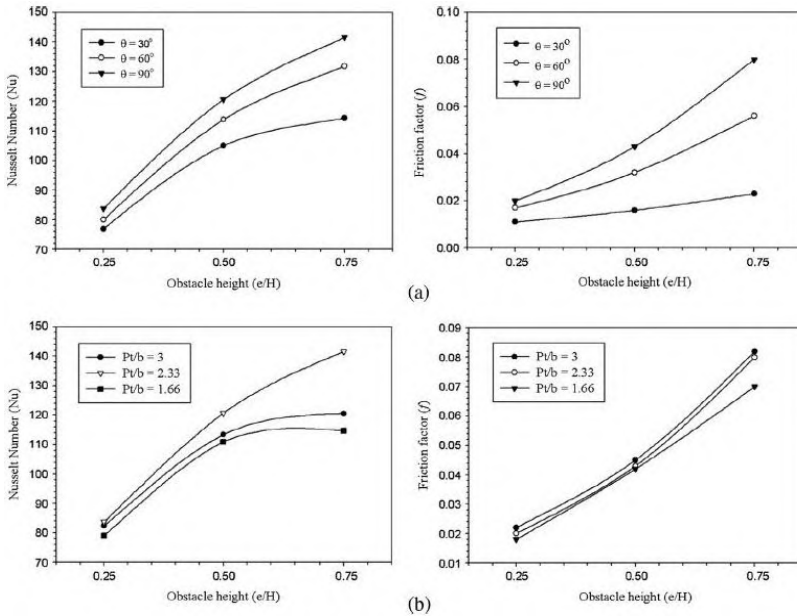 150
140
130
120
110
100
90
80
70
Nusselt Number (Nu)
θ = 30°
θ = 60°
θ = 90°
0.25 0.50 0.75
Obstacle height (e/H)
0.10
0.08
0.06
0.04
0.02
0.00
Friction factor (f)
θ = 30°
θ = 60°
θ = 90°
0.25 0.50 0.75
Obstacle height (e/H)
(a)
150
140
130
120
110
100
90
80
70
Nusselt Number (Nu)
Pt/b = 3
Pt/b = 2.33
Pt/b = 1.66
0.25 0.50 0.75
Obstacle height (e/H)
0.09
0.08
0.07
0.06
0.05
0.04
0.03
0.02
0.01
Friction factor (f)
Pt/b = 3
Pt/b = 2.33
Pt/b = 1.66
0.25 0.50 0.75
Obstacle height (e/H)
(b)